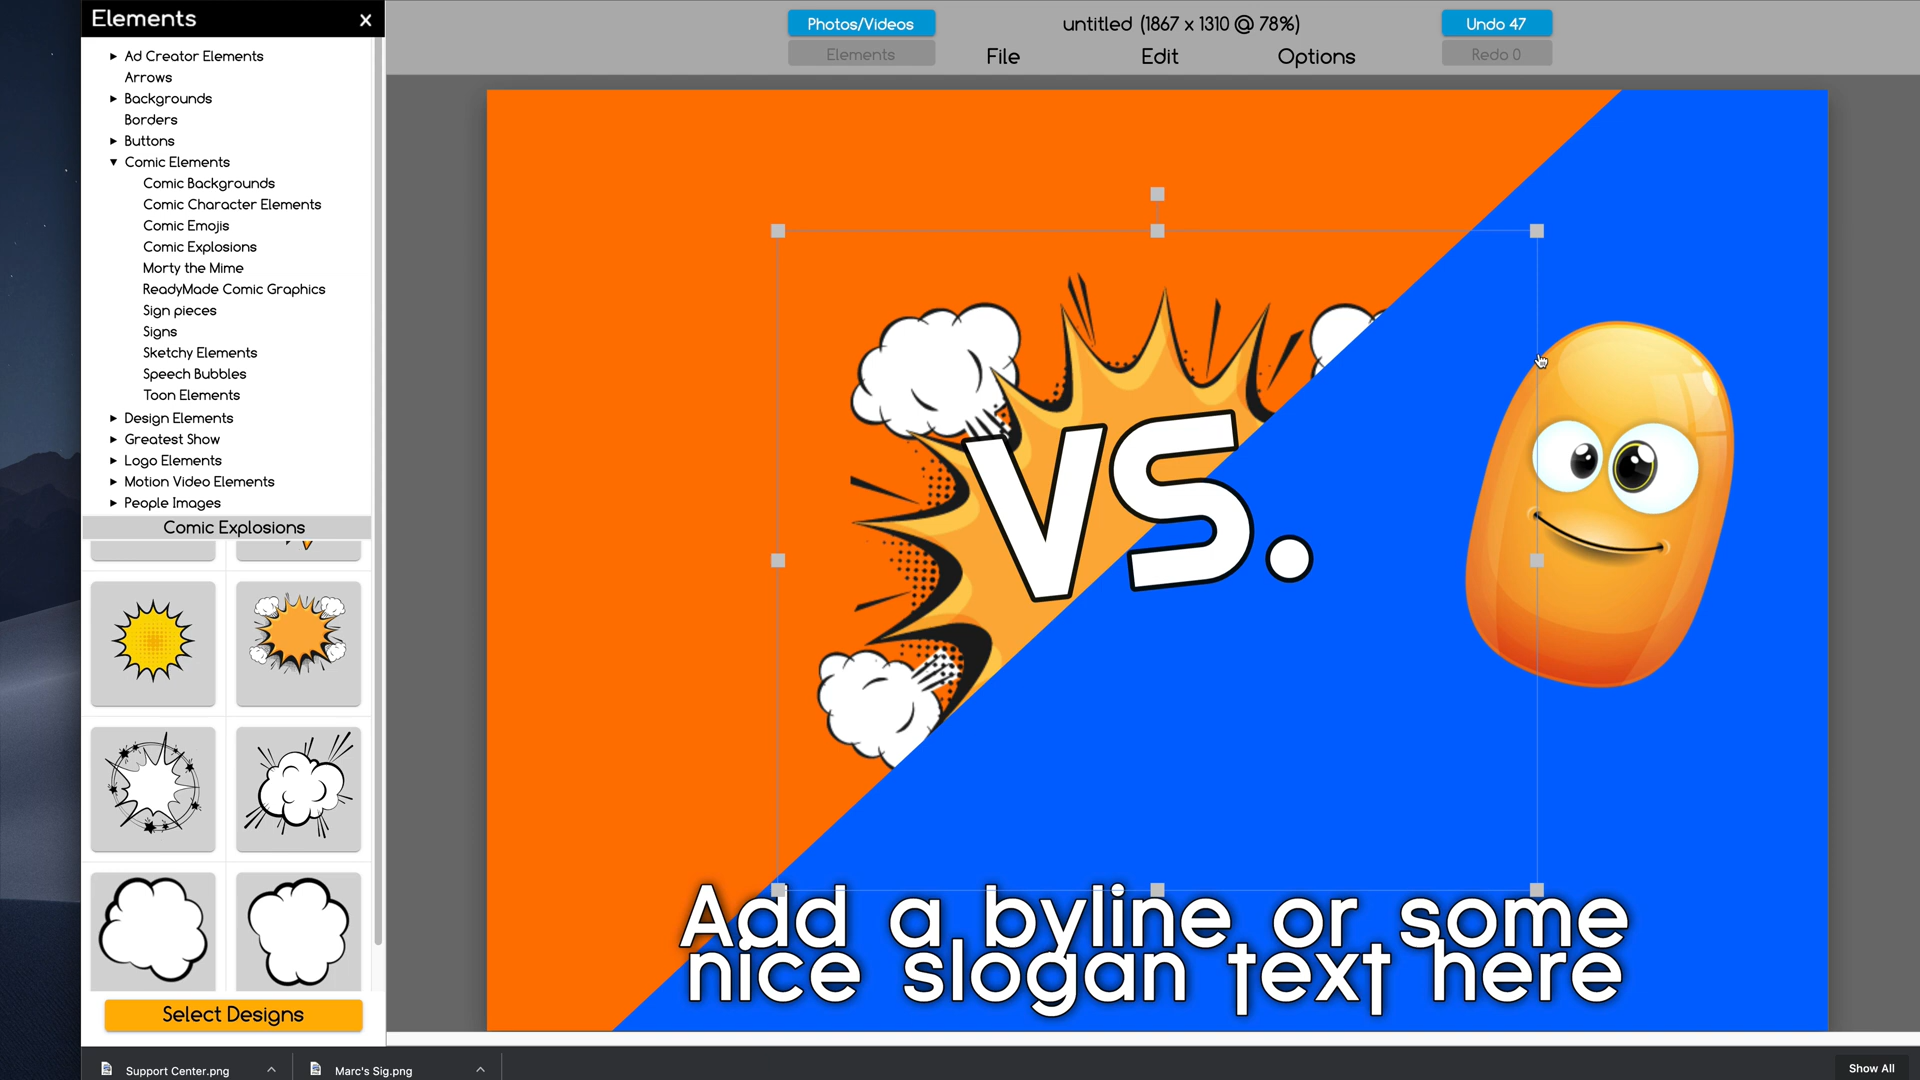 Elements
x
Ad Creator Elements
Arrows
Backgrounds
Borders
Buttons
Comic Elements
Comic Backgrounds
Comic Character Elements
Comic Emojis
Comic Explosions
Morty the Mime
ReadyMade Comic Graphics
Sign pieces
Signs
Sketchy Elements
Speech Bubbles
Toon Elements
Design Elements
Greatest Show
Logo Elements
Motion Video Elements
People Images
Comic Explosions
Select Designs
Photos/Videos
Elements
untitled (1867 x 1310 @ 78%)
File
Edit
Options
Undo 47
Redo 0
VS.
Add a byline or some
nice slogan text here
Support Center.png
Marc's Sig.png
Show All